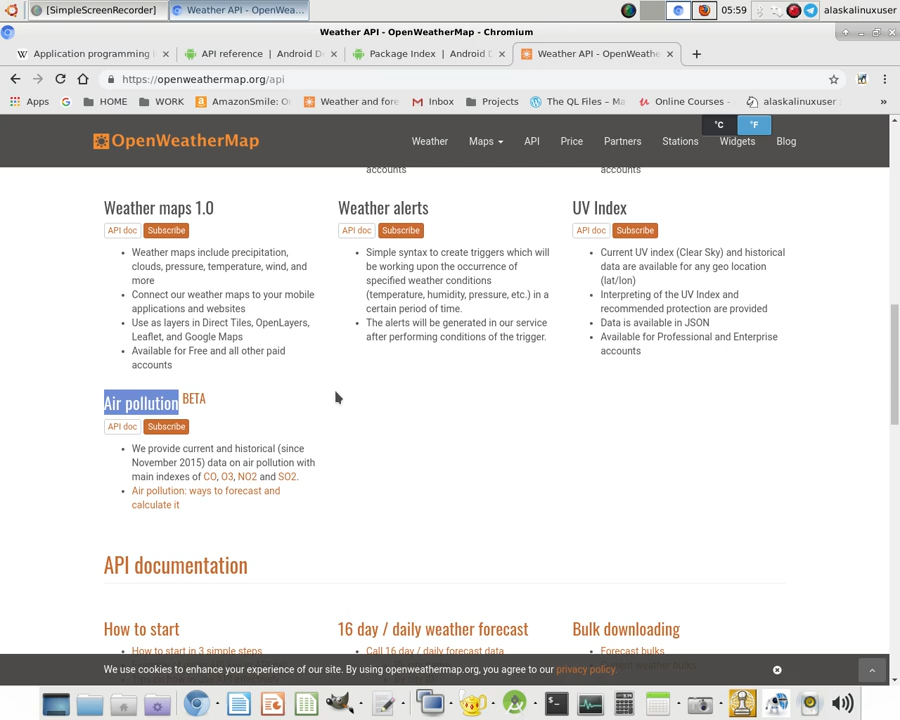 [SimpleScreenRecorder]
Weather API - OpenWea...
05:59
alaskalinuxuser
Weather API - OpenWeatherMap - Chromium
Application programming
API reference | Android D
Package Index | Android
Weather API - OpenWeathe
https://openweathermap.org/api
Apps
HOME
WORK
AmazonSmile: O
Weather and fore
Inbox
Projects
The QL Files – Ma
Online Courses -
alaskalinuxuser
»
°C
°F
OpenWeatherMap
Weather
Maps
API
Price
Partners
Stations
Widgets
Blog
accounts
accounts
Weather maps 1.0
API doc
Subscribe
Weather maps include precipitation,
clouds, pressure, temperature, wind, and
more
Connect our weather maps to your mobile
applications and websites
Use as layers in Direct Tiles, OpenLayers,
Leaflet, and Google Maps
Available for Free and all other paid
accounts
Weather alerts
API doc
Subscribe
Simple syntax to create triggers which will
be working upon the occurrence of
specified weather conditions
(temperature, humidity, pressure, etc.) in a
certain period of time.
The alerts will be generated in our service
after performing conditions of the trigger.
UV Index
API doc
Subscribe
Current UV index (Clear Sky) and historical
data are available for any geo location
(lat/lon)
Interpreting of the UV Index and
recommended protection are provided
Data is available in JSON
Available for Professional and Enterprise
accounts
Air pollution BETA
API doc
Subscribe
We provide current and historical (since
November 2015) data on air pollution with
main indexes of CO, O3, NO2 and SO2.
Air pollution: ways to forecast and
calculate it
API documentation
How to start
How to start in 3 simple steps
16 day / daily weather forecast
Call 16 day / daily forecast data
Bulk downloading
Forecast bulks
We use cookies to enhance your experience of our site. By using openweathermap.org, you agree to our privacy policy.